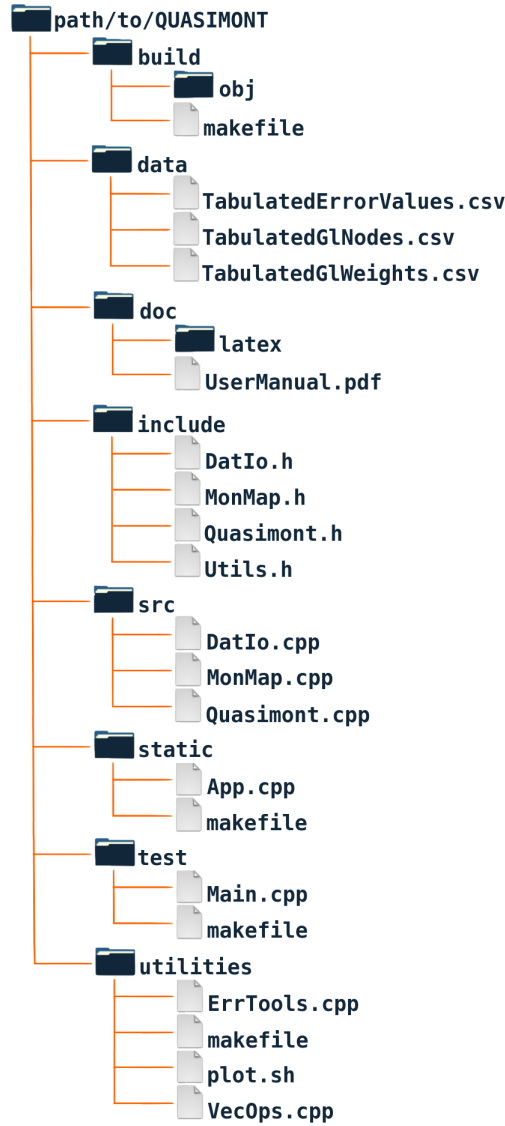 path/to/QUASIMONT
build
obj
makefile
data
TabulatedErrorValues.csv
TabulatedGlNodes.csv
TabulatedGlWeights.csv
doc
latex
UserManual.pdf
include
DatIo.h
MonMap.h
Quasimont.h
Utils.h
src
DatIo.cpp
MonMap.cpp
Quasimont.cpp
static
App.cpp
makefile
test
Main.cpp
makefile
utilities
ErrTools.cpp
makefile
plot.sh
VecOps.cpp